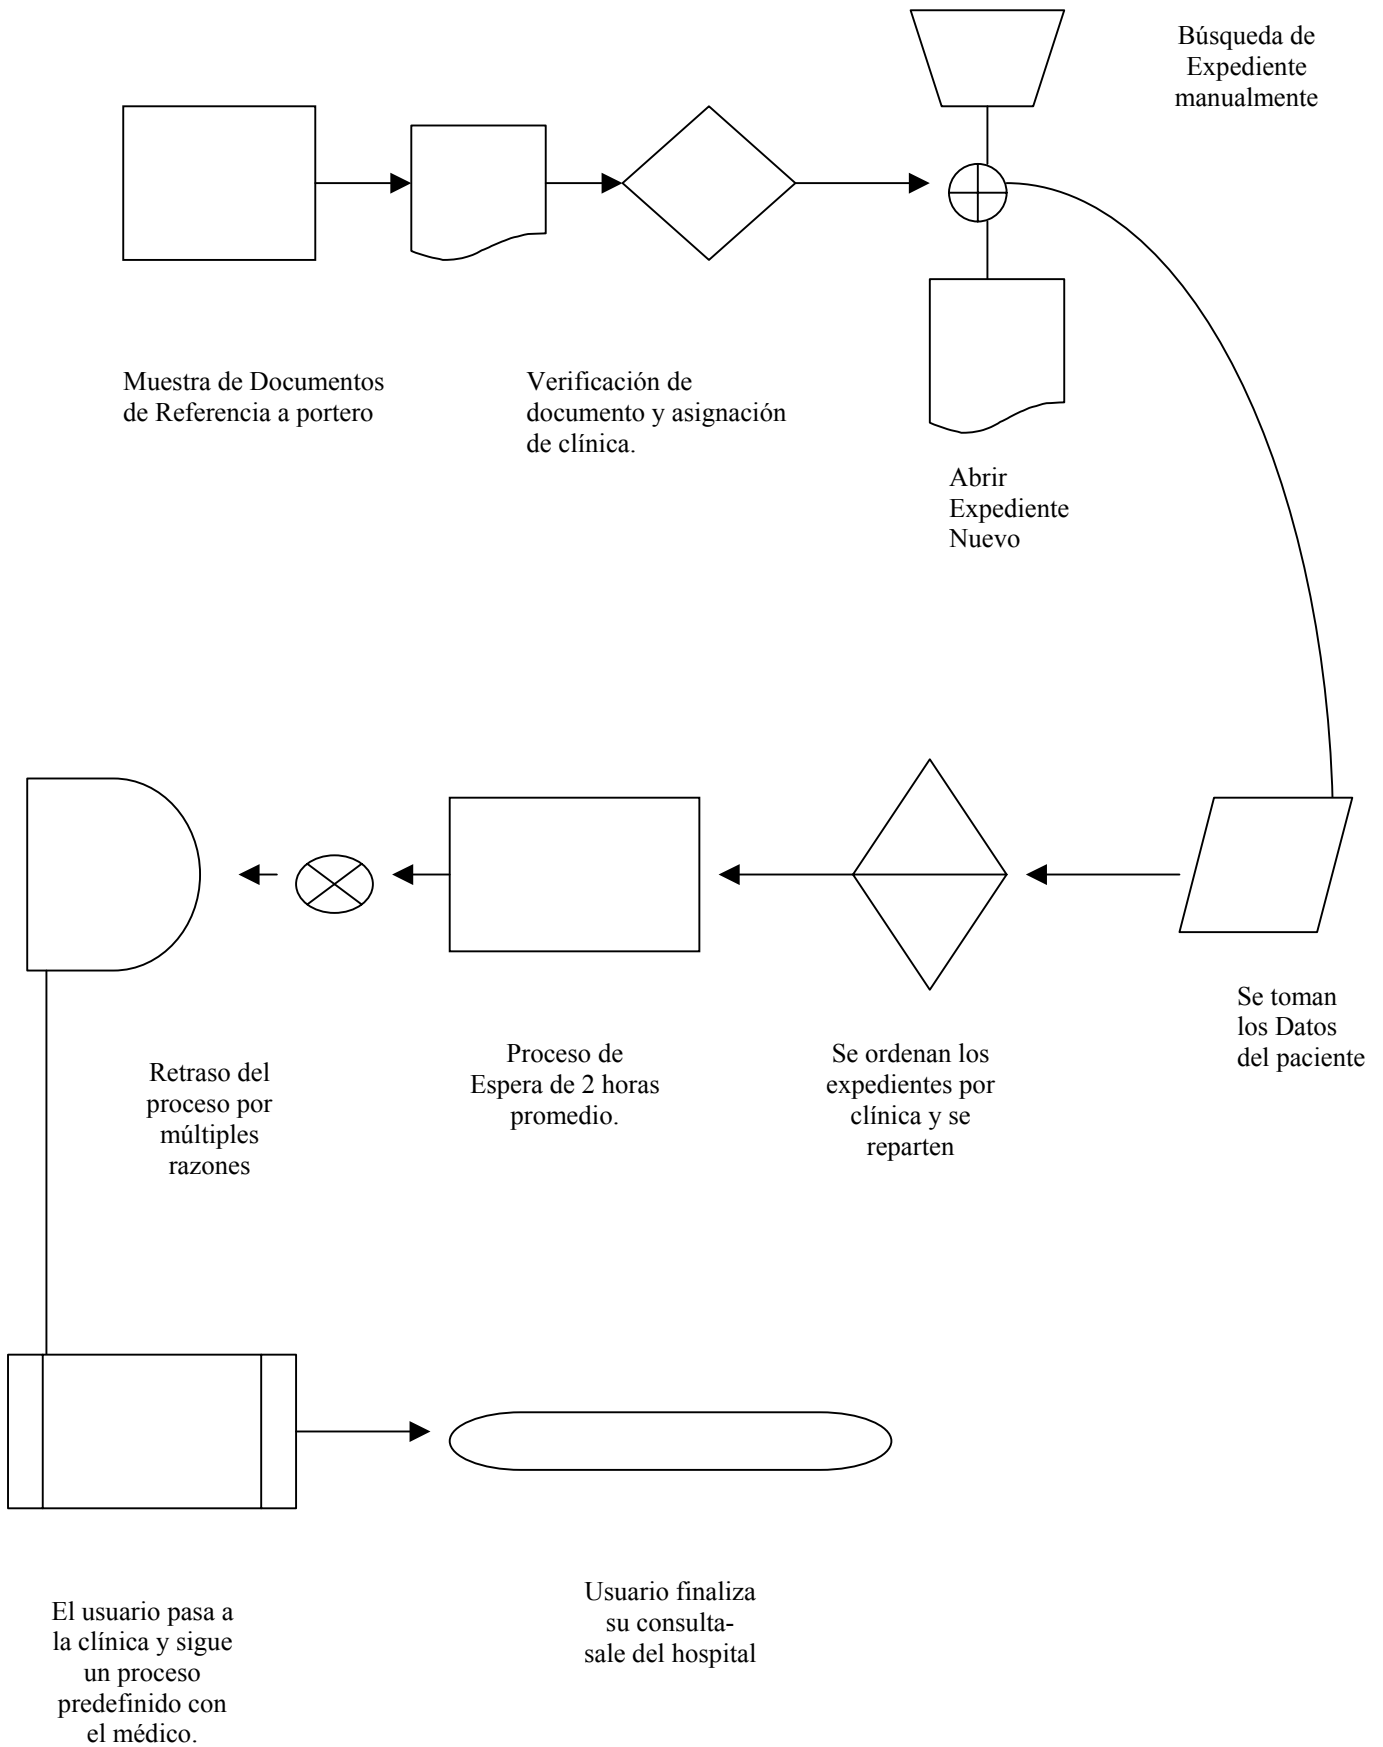 Búsqueda de
Expediente
manualmente
Muestra de Documentos
de Referencia a portero
Verificación de
documento y asignación
de clínica.
Abrir
Expediente
Nuevo
Se toman
los Datos
del paciente
Se ordenan los
expedientes por
clínica y se
reparten
Proceso de
Espera de 2 horas
promedio.
Retraso del
proceso por
múltiples
razones
El usuario pasa a
la clínica y sigue
un proceso
predefinido con
el médico.
Usuario finaliza
su consulta-
sale del hospital